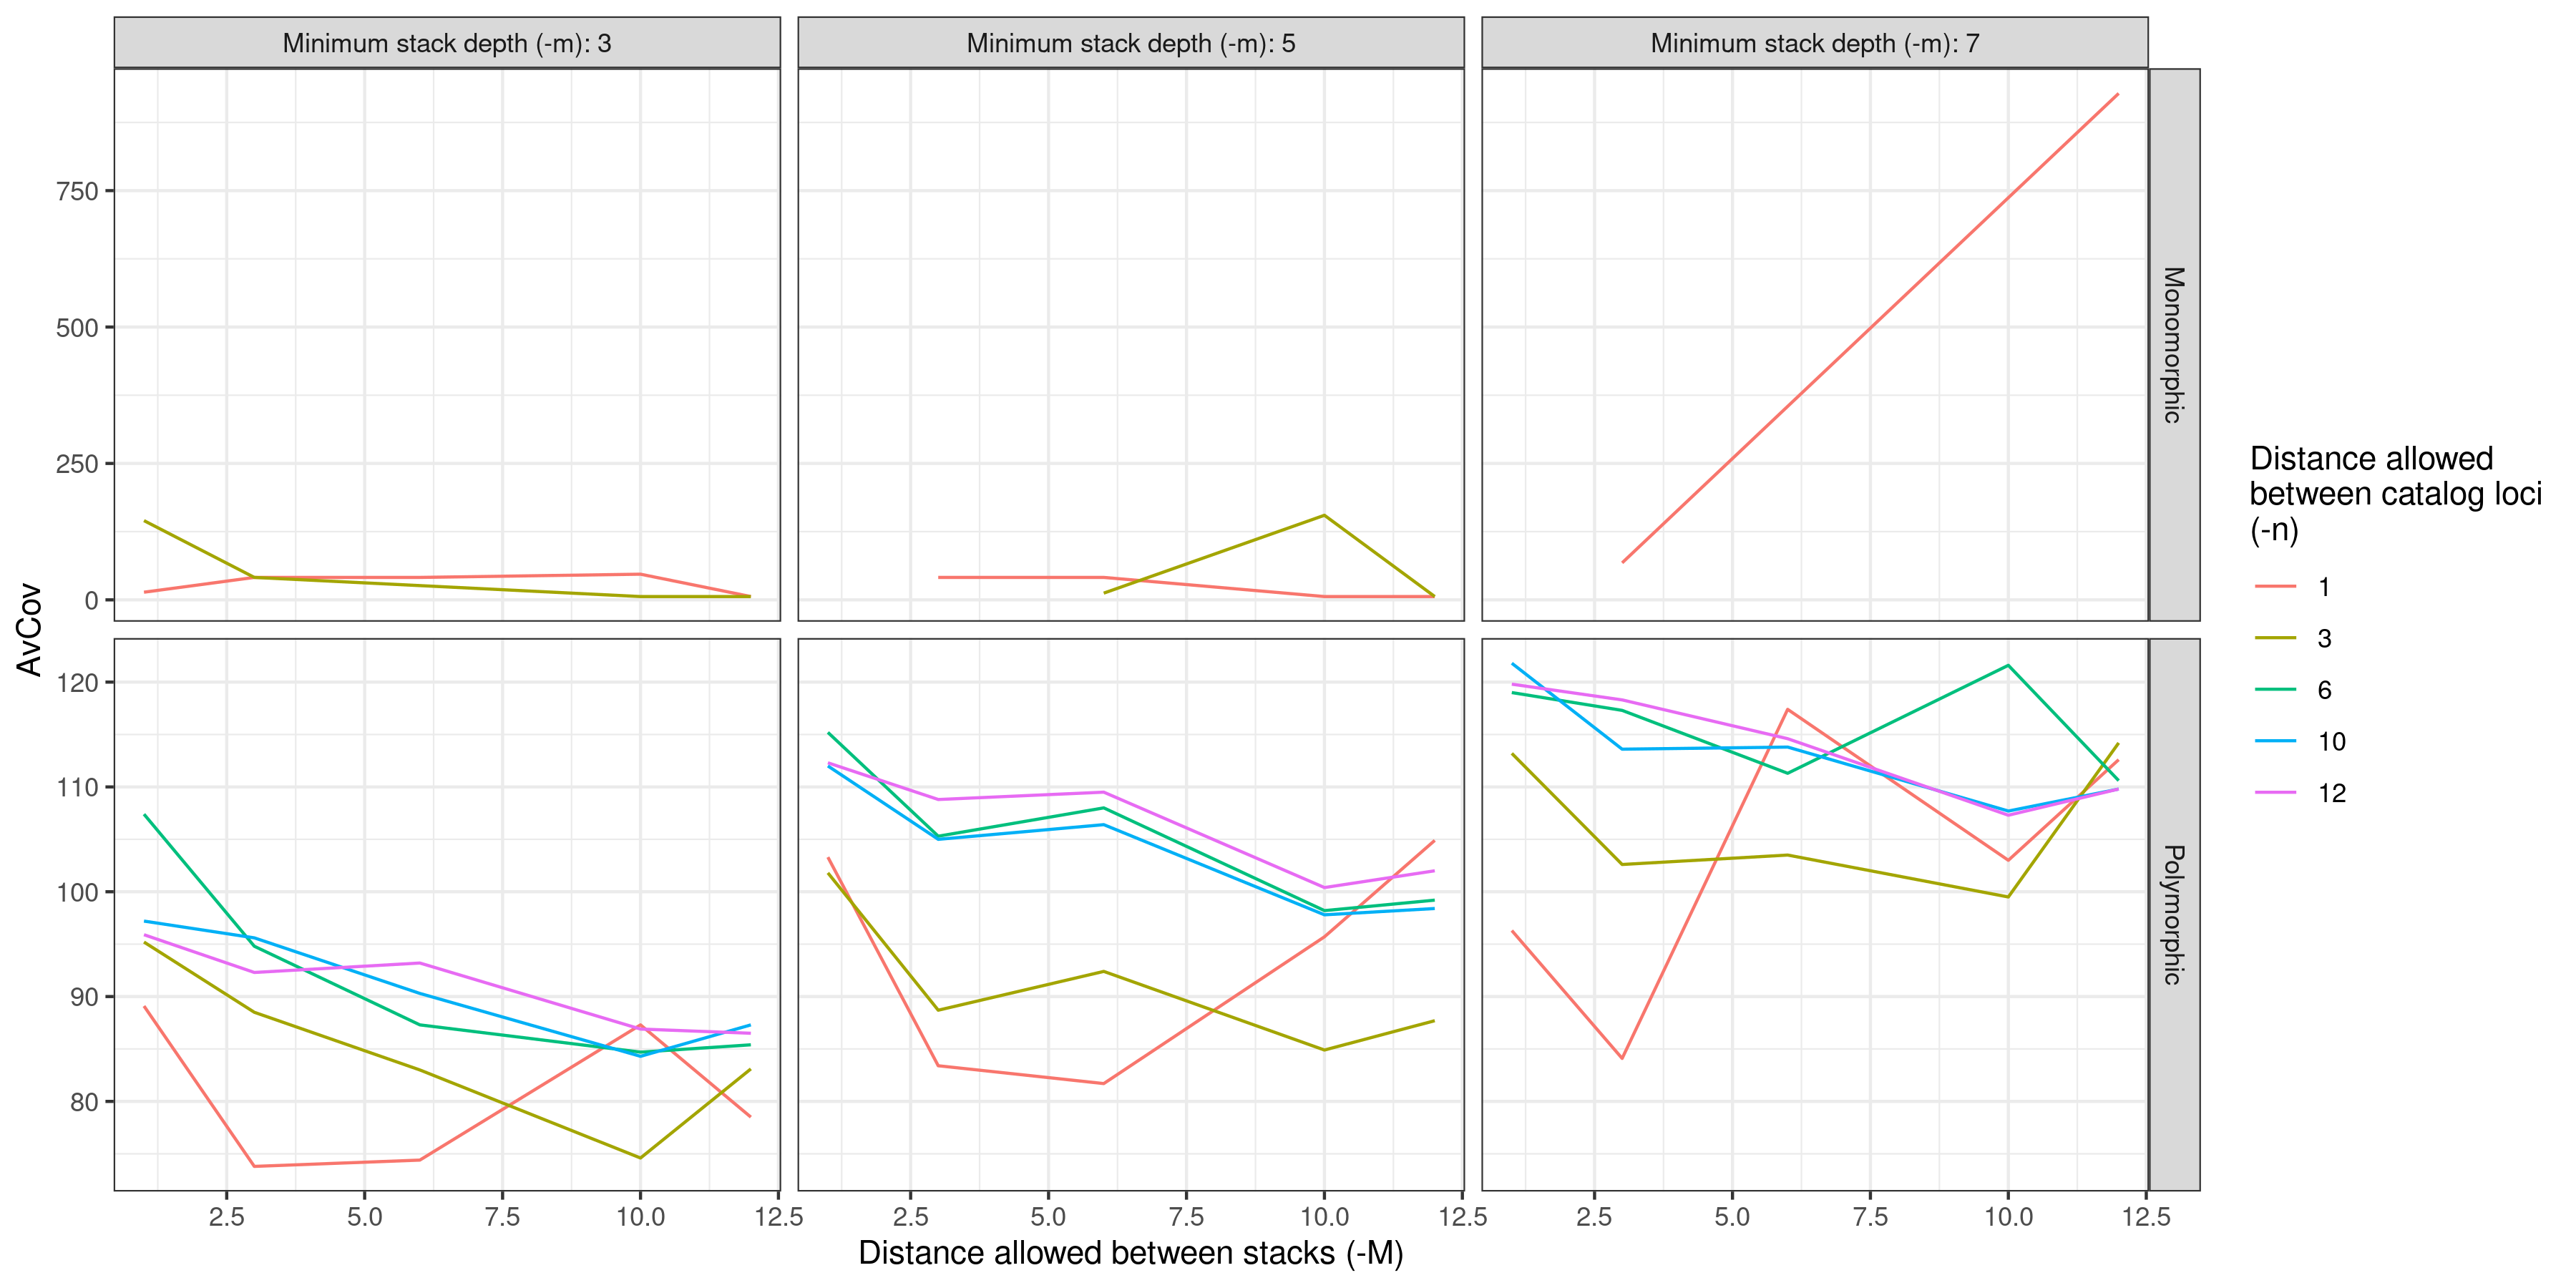 Minimum stack depth (-m): 3
Minimum stack depth (-m): 5
Minimum stack depth (-m): 7
750
500
250
0
Monomorphic
AvCov
120
110
100
90
80
Polymorphic
2.5 5.0 7.5 10.0 12.5
2.5 5.0 7.5 10.0 12.5
2.5 5.0 7.5 10.0 12.5
Distance allowed between stacks (-M)
Distance allowed
between catalog loci
(-n)
1
3
6
10
12